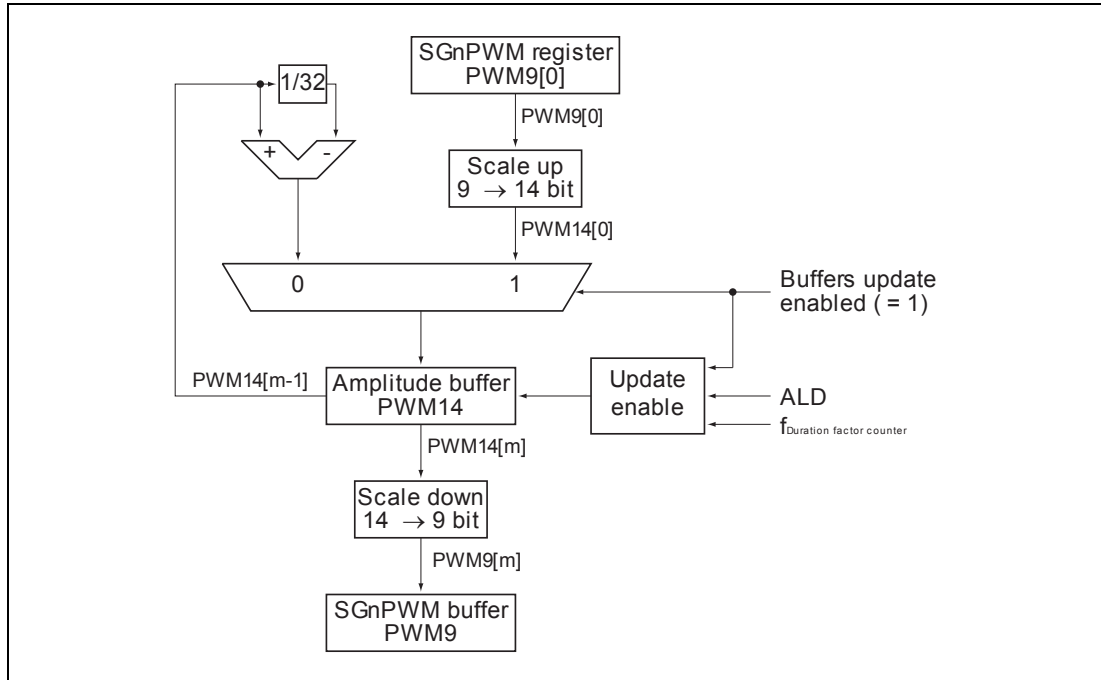 SGnPWM register
PWM9[0]
1/32
PWM9[0]
+ -
Scale up
9 → 14 bit
PWM14[0]
0 1
Buffers update
enabled ( = 1)
PWM14[m-1]
Amplitude buffer
PWM14
Update
enable
ALD
fDuration factor counter
PWM14[m]
Scale down
14 → 9 bit
PWM9[m]
SGnPWM buffer
PWM9